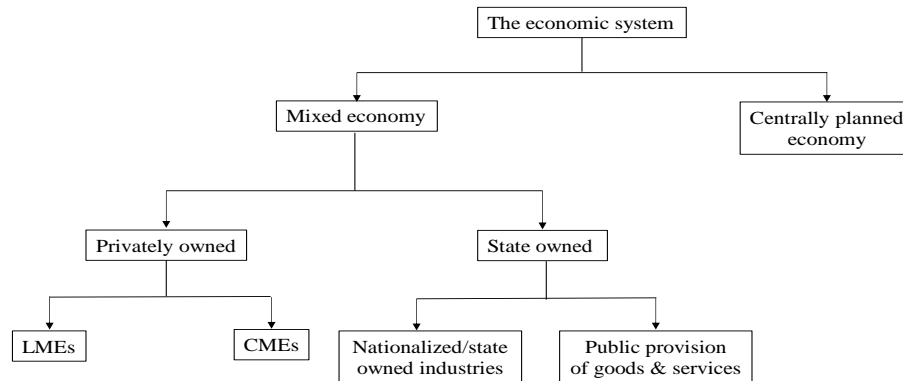 The economic system
Mixed economy
Centrally planned
economy
Privately owned
State owned
LMEs
CMEs
Nationalized/state
owned industries
Public provision
of goods & services